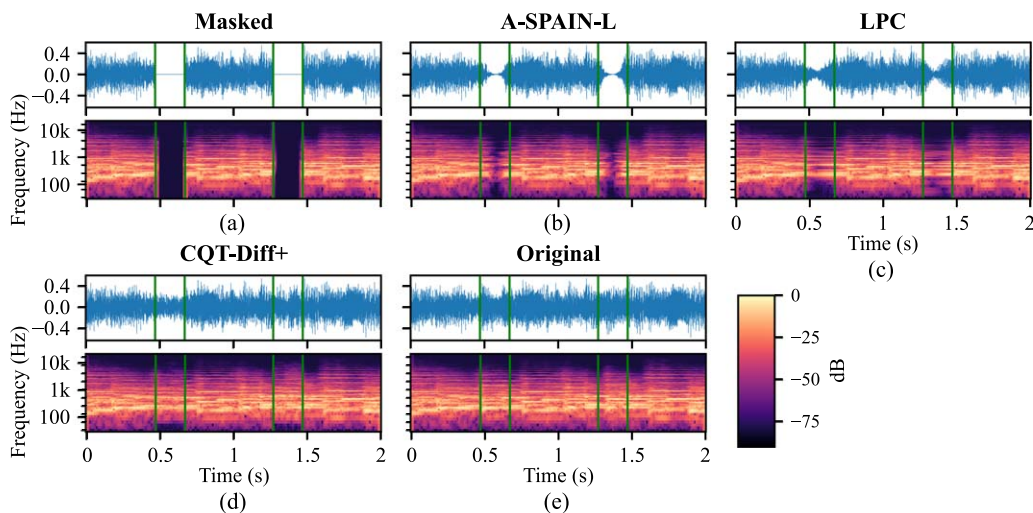 Masked
A-SPAIN-L
LPC
0.4
0.0
−0.4
Frequency (Hz)
10k
1k
100
(a)
(b)
0 0.5 1 1.5 2
Time (s)
(c)
CQT-Diff+
Original
0.4
0.0
−0.4
Frequency (Hz)
10k
1k
100
0 0.5 1 1.5 2
Time (s)
(d)
0 0.5 1 1.5 2
Time (s)
(e)
0
−25
−50
−75
dB